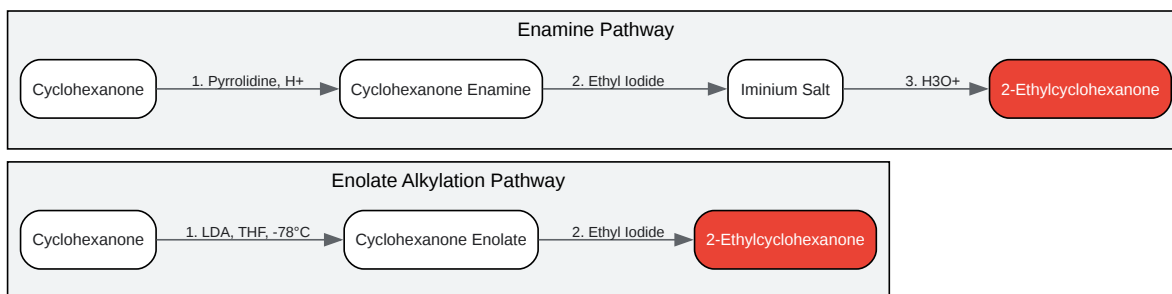 Enamine Pathway
Cyclohexanone
1. Pyrrolidine, H+
Cyclohexanone Enamine
2. Ethyl Iodide
Iminium Salt
3. H3O+
2-Ethylcyclohexanone
Enolate Alkylation Pathway
Cyclohexanone
1. LDA, THF, -78°C
Cyclohexanone Enolate
2. Ethyl Iodide
2-Ethylcyclohexanone